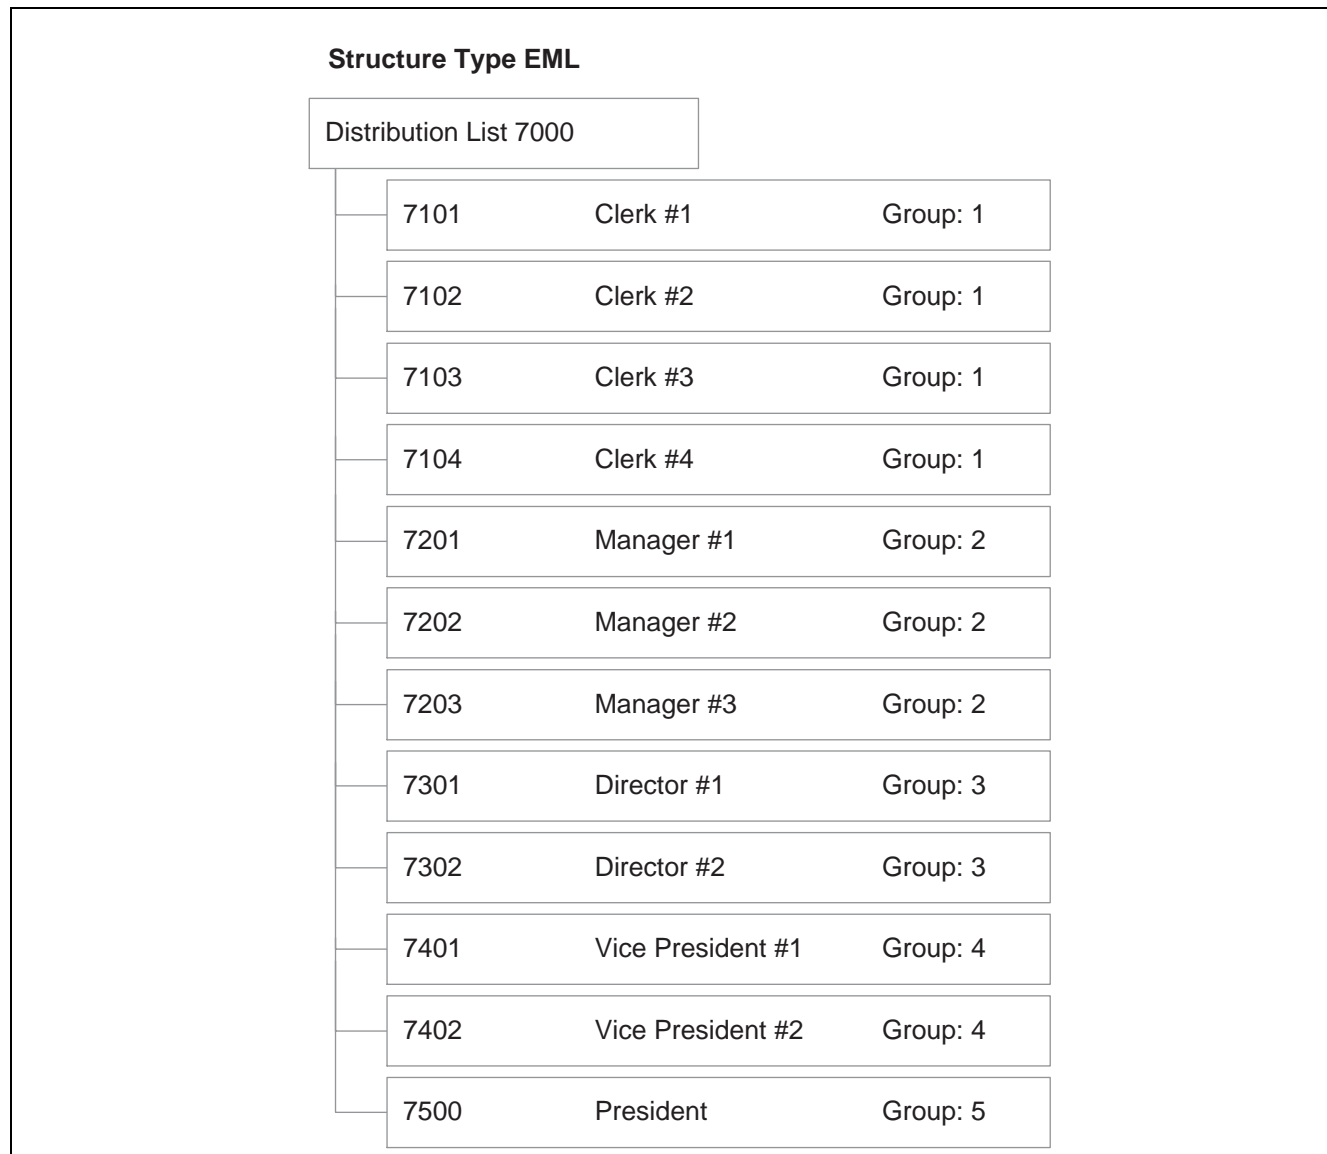 Structure Type EML
Distribution List 7000
7101 Clerk #1 Group: 1
7102 Clerk #2 Group: 1
7103 Clerk #3 Group: 1
7104 Clerk #4 Group: 1
7201 Manager #1 Group: 2
7202 Manager #2 Group: 2
7203 Manager #3 Group: 2
7301 Director #1 Group: 3
7302 Director #2 Group: 3
7401 Vice President #1 Group: 4
7402 Vice President #2 Group: 4
7500 President Group: 5